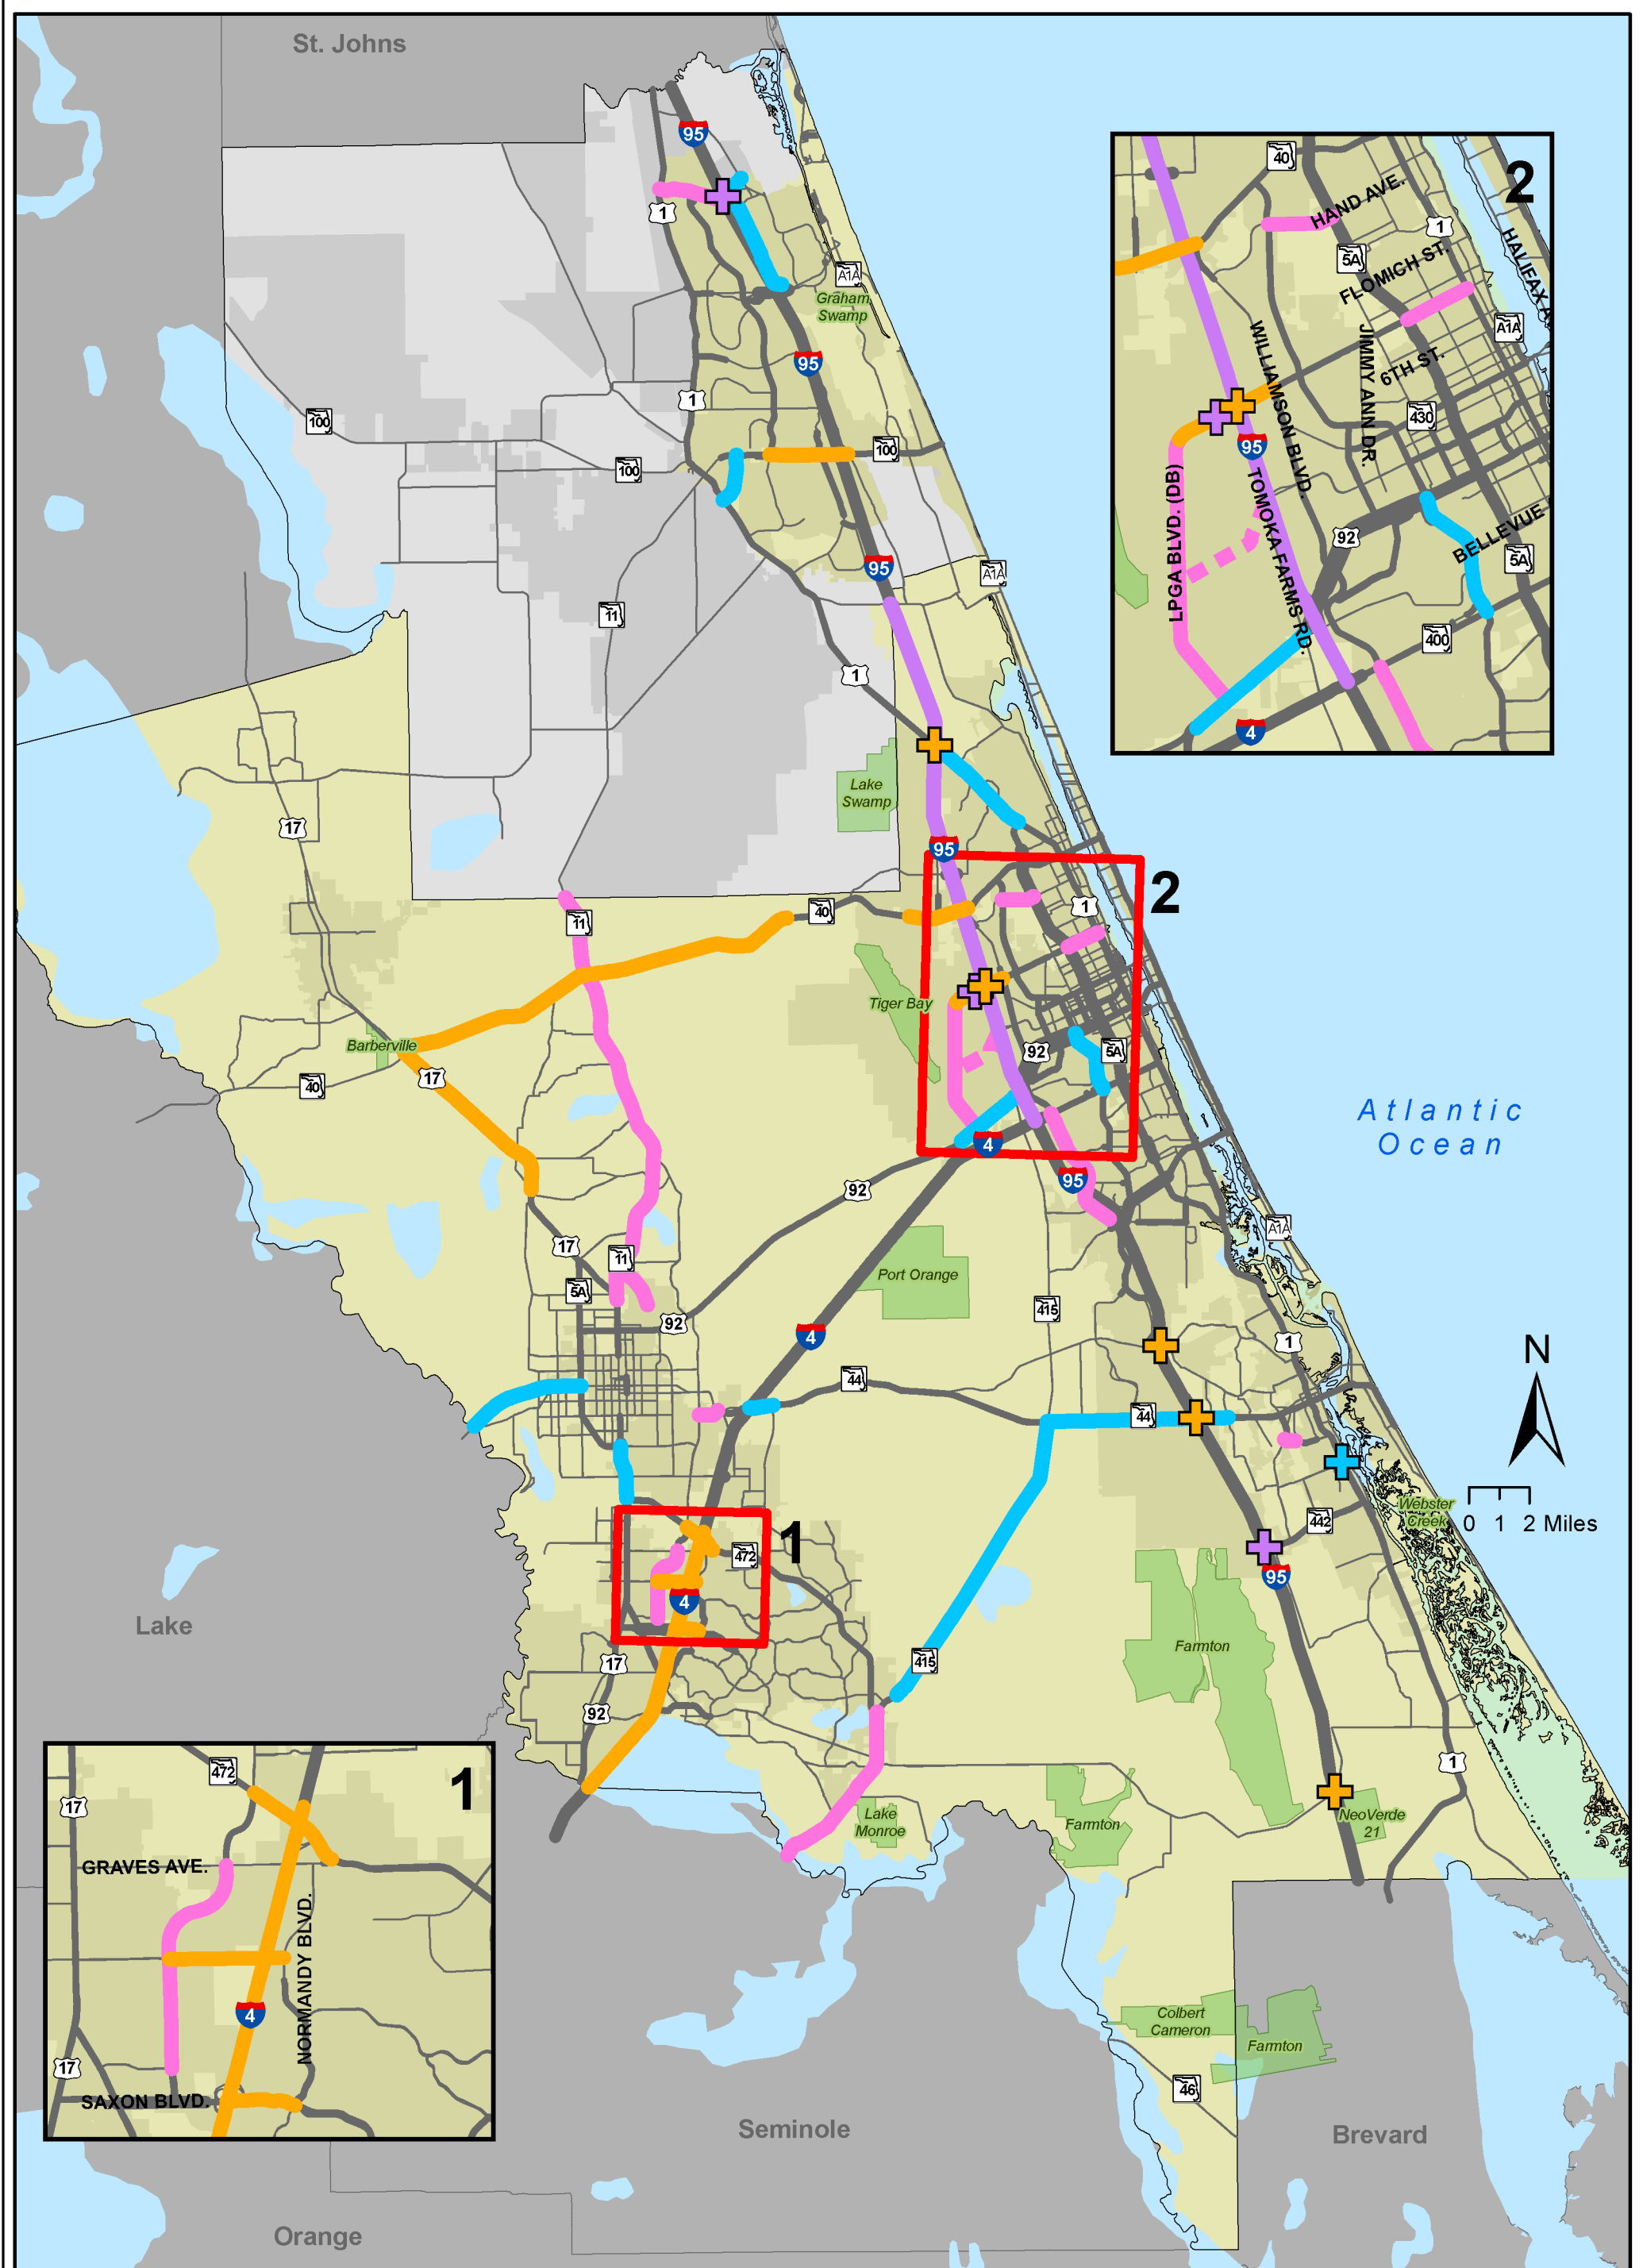 St. Johns
95
1
A1A
Graham
Swamp
95
1
100
100
100
95
11
A1A
1
Lake
Swamp
17
95
2
1
11
40
40
Tiger Bay
Barberville
92
5A
17
40
4
95
92
Atlantic
Ocean
17
11
5A
Port Orange
A1A
415
92
4
1
N
44
44
Webster
Creek
0 1 2 Miles
442
1
472
95
4
Lake
415
Farmton
17
92
1
Farmton
NeoVerde
21
Lake
Monroe
Colbert
Cameron
Farmton
46
Seminole
Brevard
Orange
2
40
HAND AVE.
1
HALIFAX A
5A
FLOMICH ST.
A1A
WILLIAMSON BLVD.
JIMMY ANN DR.
6TH ST.
430
95
LPGA BLVD. (DB)
TOMOKA FARMS RD.
92
BELLEVUE
5A
400
4
1
472
17
GRAVES AVE.
NORMANDY BLVD.
4
17
SAXON BLVD.